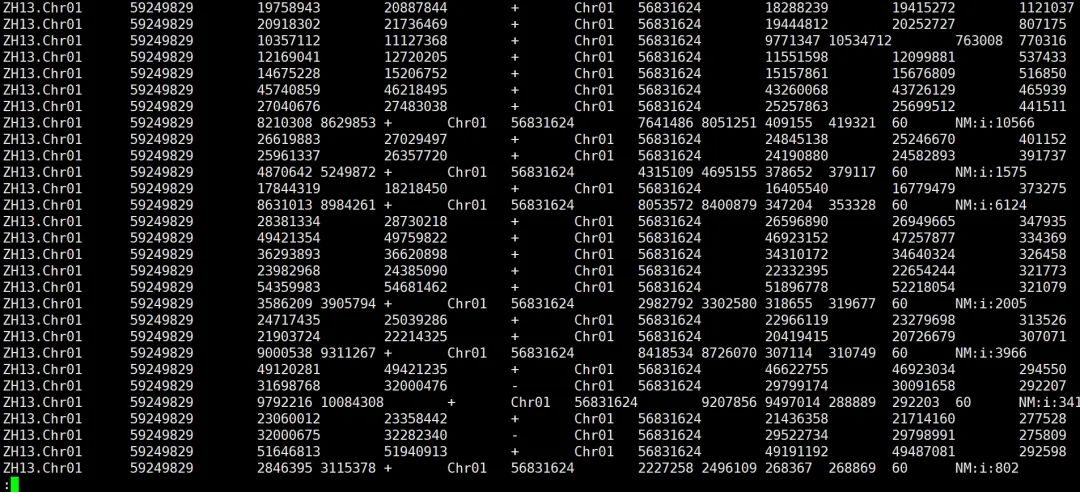 ZH13.Chr01 59249829 19758943 20887844 + Chr01 56831624 18288239 19415272 1121037
ZH13.Chr01 59249829 20918302 21736469 + Chr01 56831624 19444812 20252727 807175
ZH13.Chr01 59249829 10357112 11127368 + Chr01 56831624 9771347 10534712 763008 770316
ZH13.Chr01 59249829 12169041 12720205 + Chr01 56831624 11551598 12099881 537433
ZH13.Chr01 59249829 14675228 15206752 + Chr01 56831624 15157861 15676809 516850
ZH13.Chr01 59249829 45740859 46218495 + Chr01 56831624 43260068 43726129 465939
ZH13.Chr01 59249829 27040676 27483038 + Chr01 56831624 25257863 25699512 441511
ZH13.Chr01 59249829 8210308 8629853 + Chr01 56831624 7641486 8051251 409155 419321 60 NM:i:10566
ZH13.Chr01 59249829 26619883 27029497 + Chr01 56831624 24845138 25246670 401152
ZH13.Chr01 59249829 25961337 26357720 + Chr01 56831624 24190880 24582893 391737
ZH13.Chr01 59249829 4870642 5249872 + Chr01 56831624 4315109 4695155 378652 379117 60 NM:i:1575
ZH13.Chr01 59249829 17844319 18218450 + Chr01 56831624 16405540 16779479 373275
ZH13.Chr01 59249829 8631013 8984261 + Chr01 56831624 8053572 8400879 347204 353328 60 NM:i:6124
ZH13.Chr01 59249829 28381334 28730218 + Chr01 56831624 26596890 26949665 347935
ZH13.Chr01 59249829 49421354 49759822 + Chr01 56831624 46923152 47257877 334369
ZH13.Chr01 59249829 36293893 36620898 + Chr01 56831624 34310172 34640324 326458
ZH13.Chr01 59249829 23982968 24385090 + Chr01 56831624 22332395 22654244 321773
ZH13.Chr01 59249829 54359983 54681462 + Chr01 56831624 51896778 52218054 321079
ZH13.Chr01 59249829 3586209 3905794 + Chr01 56831624 2982792 3302580 318655 319677 60 NM:i:2005
ZH13.Chr01 59249829 24717435 25039286 + Chr01 56831624 22966119 23279698 313526
ZH13.Chr01 59249829 21903724 22214325 + Chr01 56831624 20419415 20726679 307071
ZH13.Chr01 59249829 9000538 9311267 + Chr01 56831624 8418534 8726070 307114 310749 60 NM:i:3966
ZH13.Chr01 59249829 49120281 49421235 + Chr01 56831624 46622755 46923034 294550
ZH13.Chr01 59249829 31698768 32000476 - Chr01 56831624 29799174 30091658 292207
ZH13.Chr01 59249829 9792216 10084308 + Chr01 56831624 9207856 9497014 288889 292203 60 NM:i:341
ZH13.Chr01 59249829 23060012 23358442 + Chr01 56831624 21436358 21714160 277528
ZH13.Chr01 59249829 32000675 32282340 - Chr01 56831624 29522734 29798991 275809
ZH13.Chr01 59249829 51646813 51940913 + Chr01 56831624 49191192 49487081 292598
ZH13.Chr01 59249829 2846395 3115378 + Chr01 56831624 2227258 2496109 268367 268869 60 NM:i:802
: